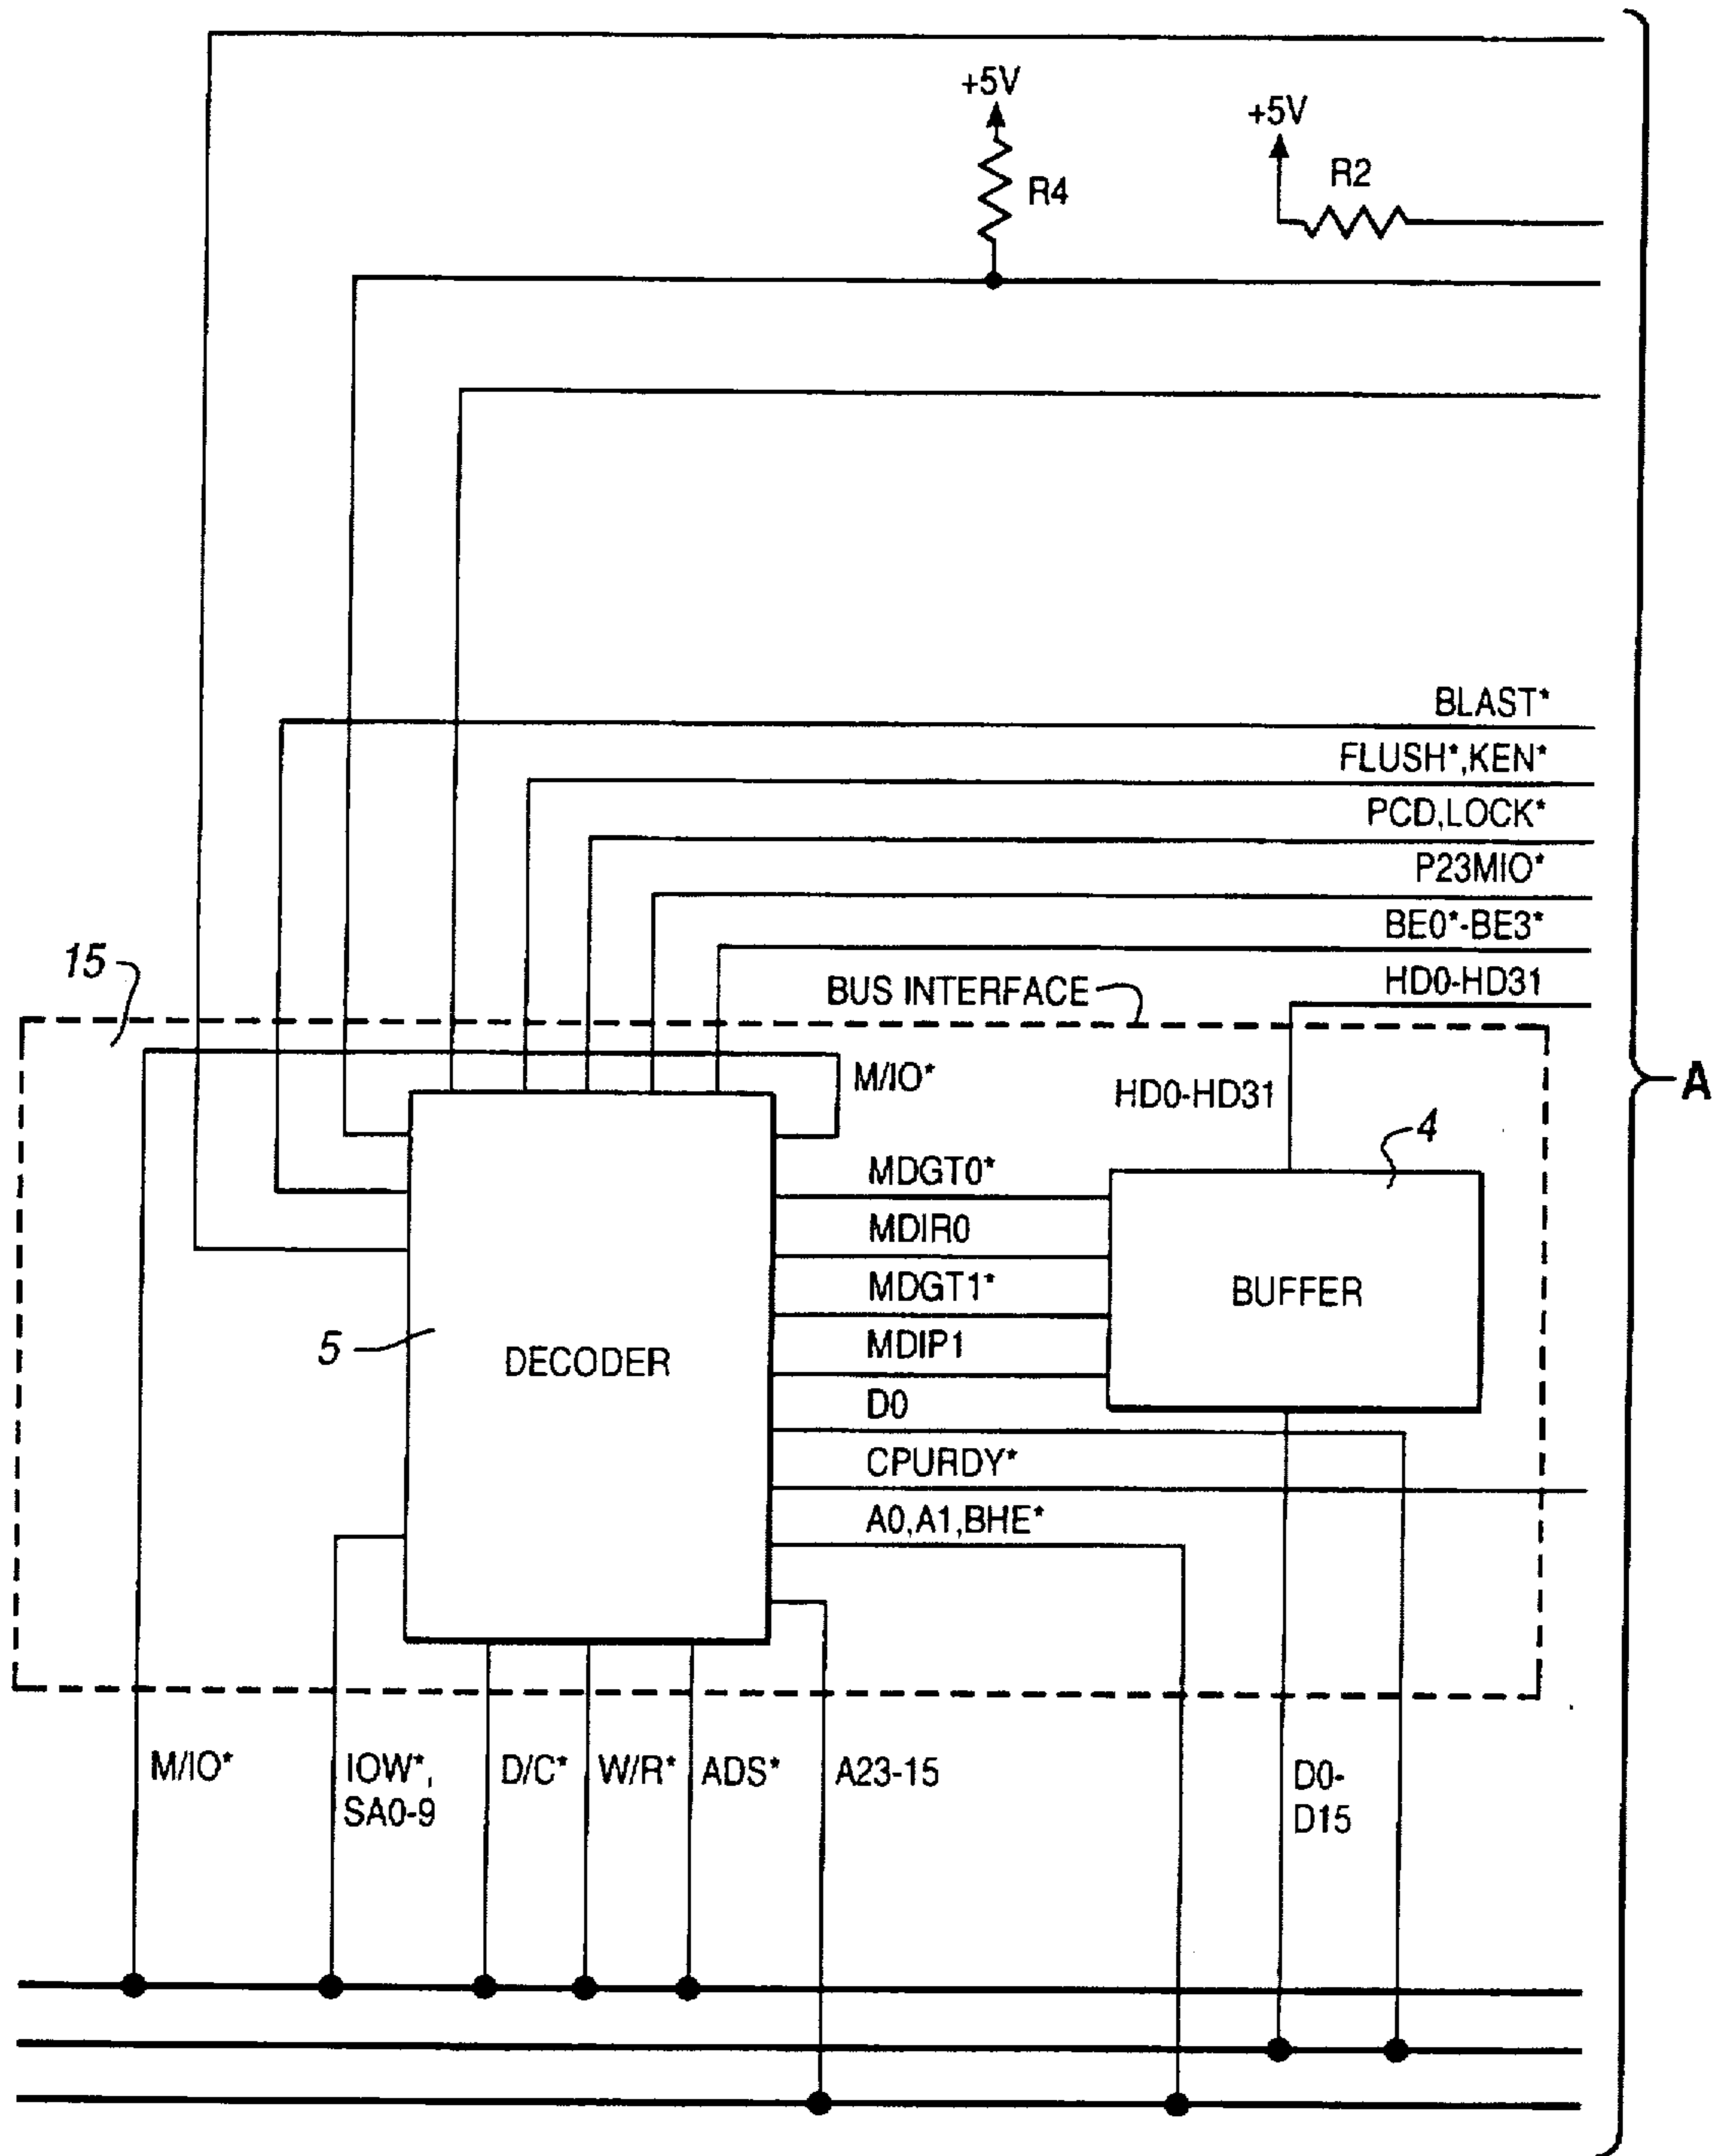 +5V
+5V
R4
R2
BLAST*
FLUSH*,KEN*
PCD,LOCK*
P23MIO*
BE0*-BE3*
HD0-HD31
15
BUS INTERFACE
M/IO*
HD0-HD31
A
4
MDGT0*
MDIR0
MDGT1*
MDIP1
D0
CPURDY*
A0,A1,BHE*
BUFFER
5
DECODER
M/IO*
IOW*,
SA0-9
D/C*
W/R*
ADS*
A23-15
D0-
D15